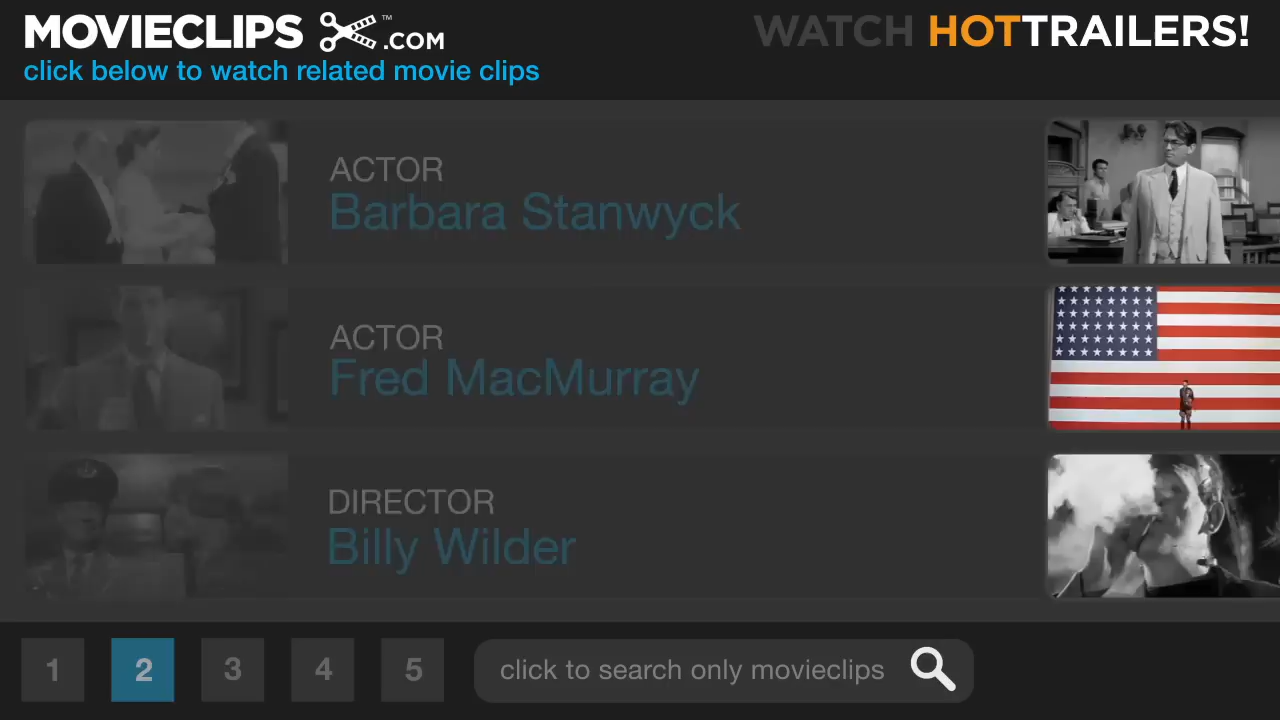 MOVIECLIPS ™ .COM
WATCH HOTTRAILERS!
click below to watch related movie clips
ACTOR
Barbara Stanwyck
ACTOR
Fred MacMurray
DIRECTOR
Billy Wilder
1 2 3 4 5
click to search only movieclips